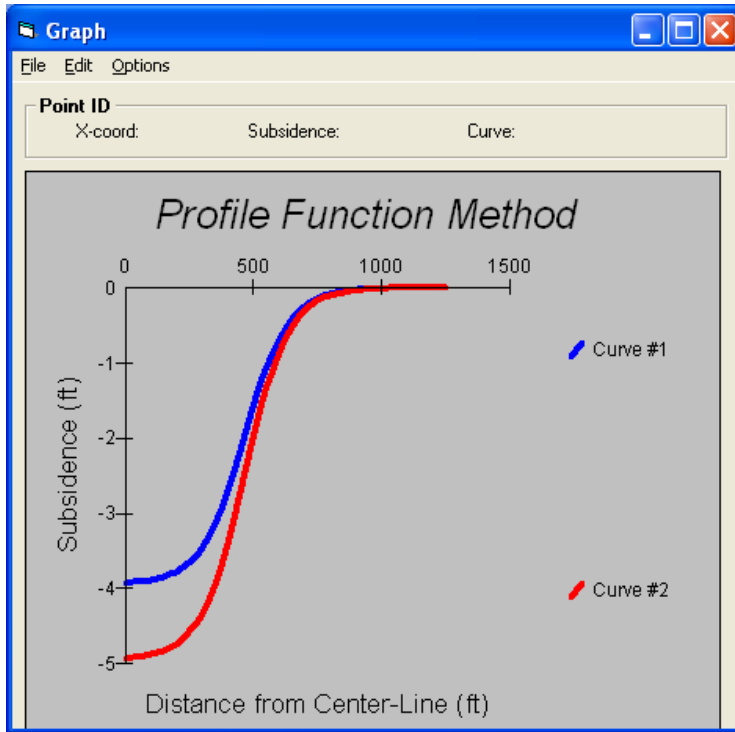 Graph
File Edit Options
Point ID
X-coord: Subsidence: Curve:
Profile Function Method
0 500 1000 1500
0
-1
-2
-3
-4
-5
Subsidence (ft)
Curve #1
Curve #2
Distance from Center-Line (ft)